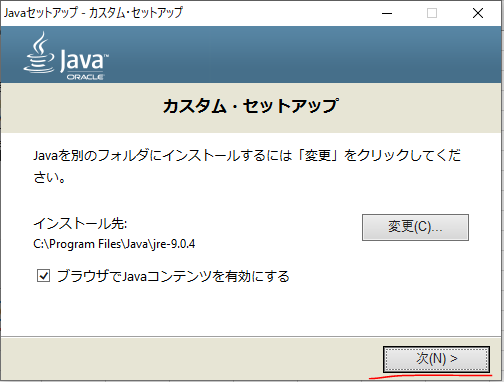 Javaセットアップ - カスタム・セットアップ
Java™
ORACLE
カスタム・セットアップ
Javaを別のフォルダにインストールするには「変更」をクリックしてくだ
さい。
インストール先:
変更(C)...
C:\Program Files\Java\jre-9.0.4
ブラウザでJavaコンテンツを有効にする
次(N) >